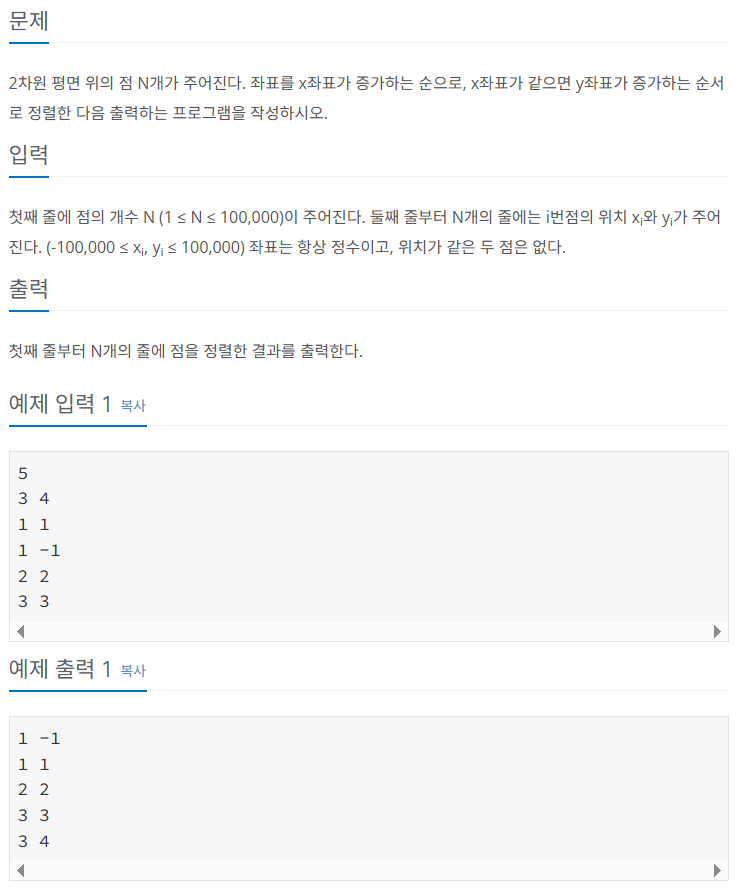 문제
2차원 평면 위의 점 N개가 주어진다. 좌표를 x좌표가 증가하는 순으로, x좌표가 같으면 y좌표가 증가하는 순서
로 정렬한 다음 출력하는 프로그램을 작성하시오.
입력
첫째 줄에 점의 개수 N (1 ≤ N ≤ 100,000)이 주어진다. 둘째 줄부터 N개의 줄에는 i번점의 위치 xi와 yi가 주어
진다. (-100,000 ≤ xi, yi ≤ 100,000) 좌표는 항상 정수이고, 위치가 같은 두 점은 없다.
출력
첫째 줄부터 N개의 줄에 점을 정렬한 결과를 출력한다.
예제 입력 1 복사
5
3 4
1 1
1 -1
2 2
3 3
예제 출력 1 복사
1 -1
1 1
2 2
3 3
3 4